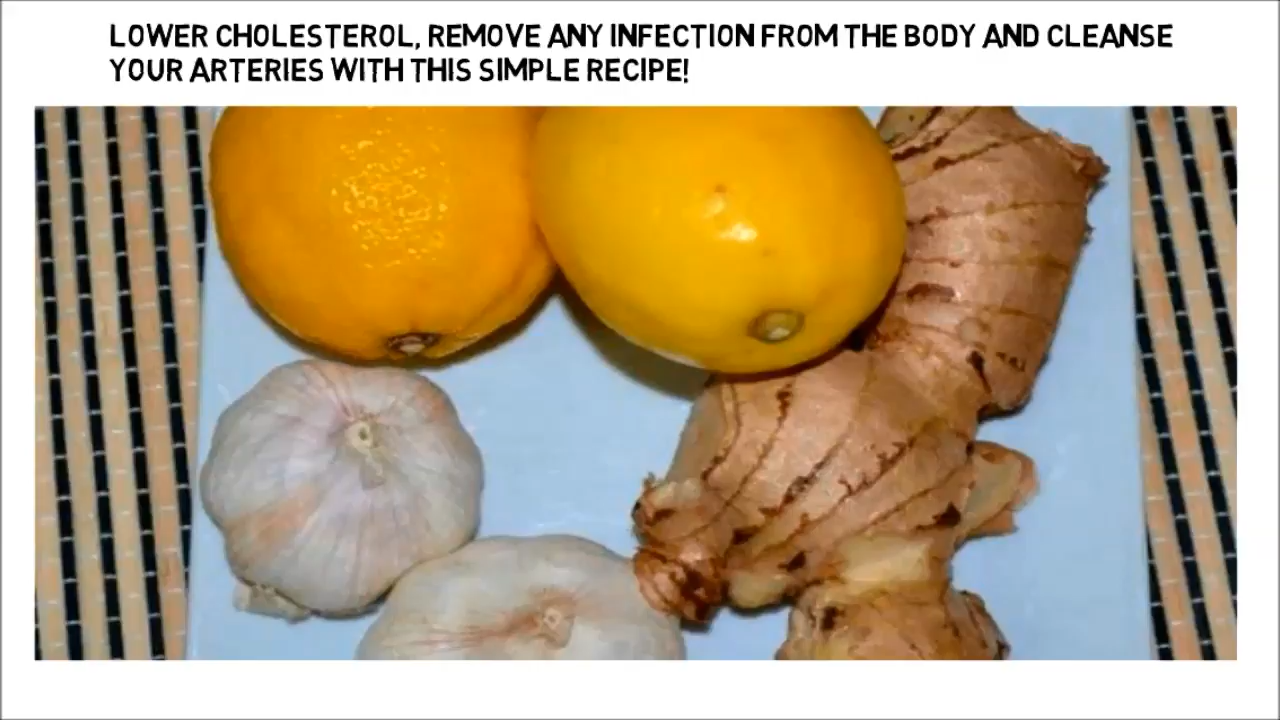 LOWER CHOLESTEROL, REMOVE ANY INFECTION FROM THE BODY AND CLEANSE
YOUR ARTERIES WITH THIS SIMPLE RECIPE!